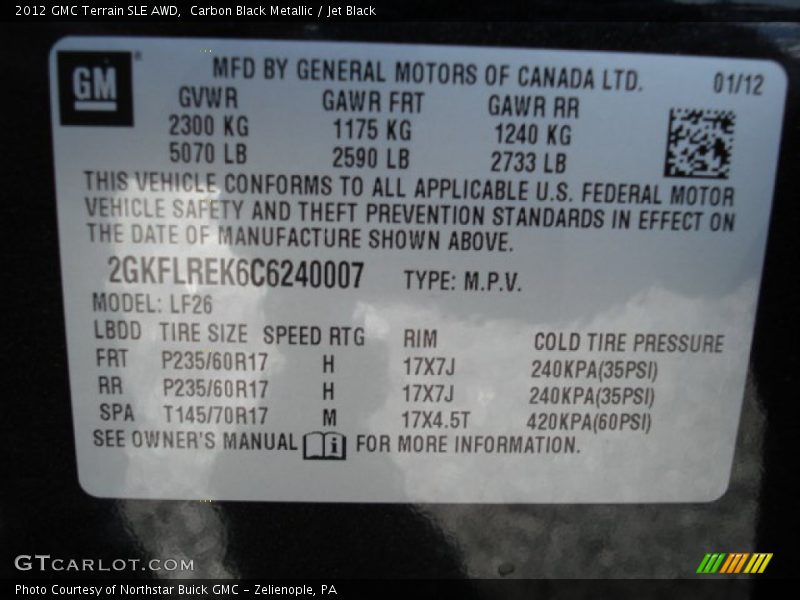 2012 GMC Terrain SLE AWD, Carbon Black Metallic / Jet Black
GM
MFD BY GENERAL MOTORS OF CANADA LTD. 01/12
GVWR GAWR FRT GAWR RR
2300 KG 1175 KG 1240 KG
5070 LB 2590 LB 2733 LB
THIS VEHICLE CONFORMS TO ALL APPLICABLE U.S. FEDERAL MOTOR
VEHICLE SAFETY AND THEFT PREVENTION STANDARDS IN EFFECT ON
THE DATE OF MANUFACTURE SHOWN ABOVE.
2GKFLREK6C6240007 TYPE: M.P.V.
MODEL: LF26
LBDD TIRE SIZE SPEED RTG RIM COLD TIRE PRESSURE
FRT P235/60R17 H 17X7J 240KPA(35PSI)
RR P235/60R17 H 17X7J 240KPA(35PSI)
SPA T145/70R17 M 17X4.5T 420KPA(60PSI)
SEE OWNER'S MANUAL i FOR MORE INFORMATION.
GTCARLOT.COM
Photo Courtesy of Northstar Buick GMC - Zelienople, PA